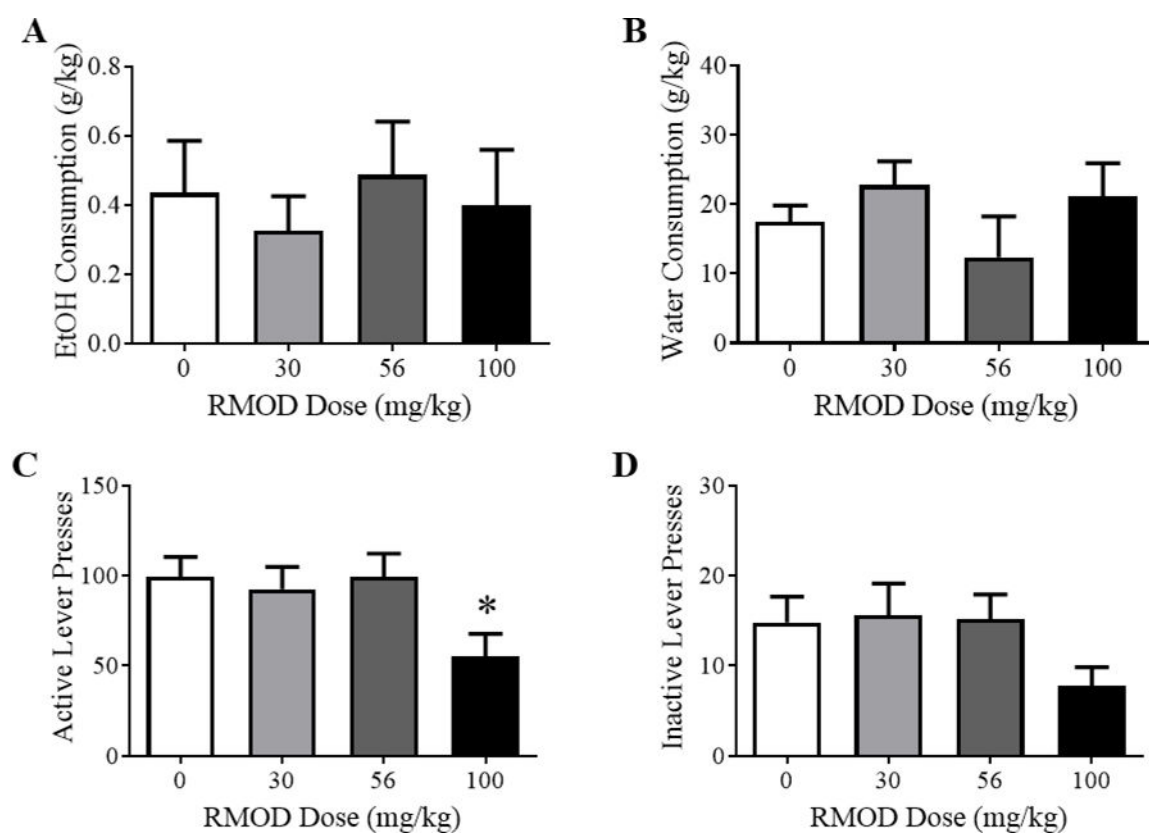 A
EtOH Consumption (g/kg)
0.8
0.6
0.4
0.2
0.0
0 30 56 100
RMOD Dose (mg/kg)
B
Water Consumption (g/kg)
40
30
20
10
0
0 30 56 100
RMOD Dose (mg/kg)
C
Active Lever Presses
150
100
50
0
*
0 30 56 100
RMOD Dose (mg/kg)
D
Inactive Lever Presses
30
20
10
0
0 30 56 100
RMOD Dose (mg/kg)